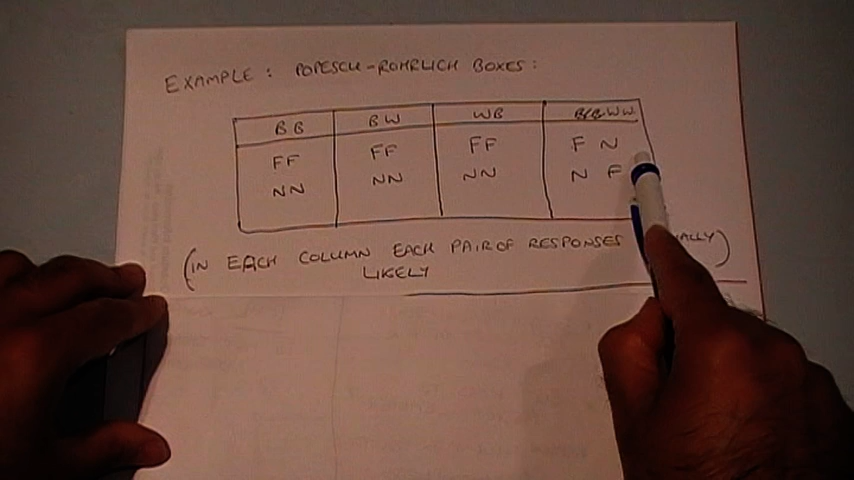 EXAMPLE: POPESCU-ROHRLICH BOXES:
BB BW WB WW
FF FF FF F N
NN NN NN N F
(IN EACH COLUMN EACH PAIR OF RESPONSES
LIKELY